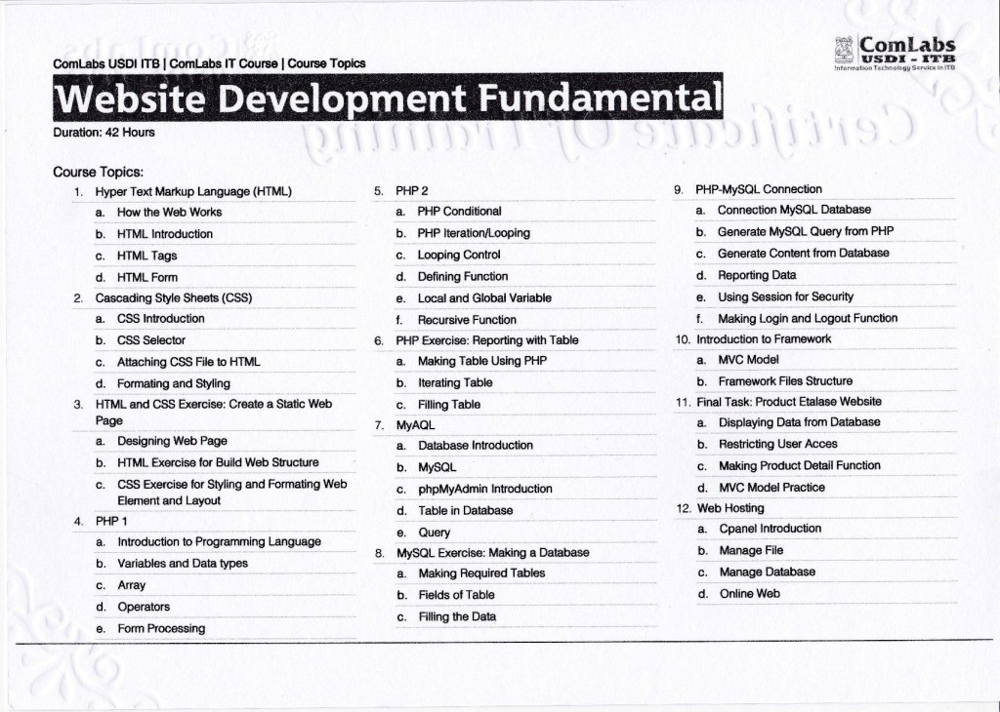 ComLabs USDI ITB | ComLabs IT Course | Course Topics
ComLabs
USDI - ITB
Information Technology Service in ITB
Website Development Fundamental
Duration: 42 Hours
Certificate Of Training
Course Topics:
1. Hyper Text Markup Language (HTML)
a. How the Web Works
b. HTML Introduction
c. HTML Tags
d. HTML Form
2. Cascading Style Sheets (CSS)
a. CSS Introduction
b. CSS Selector
c. Attaching CSS File to HTML
d. Formating and Styling
3. HTML and CSS Exercise: Create a Static Web
Page
a. Designing Web Page
b. HTML Exercise for Build Web Structure
c. CSS Exercise for Styling and Formating Web
Element and Layout
4. PHP 1
a. Introduction to Programming Language
b. Variables and Data types
c. Array
d. Operators
e. Form Processing
5. PHP 2
a. PHP Conditional
b. PHP Iteration/Looping
c. Looping Control
d. Defining Function
e. Local and Global Variable
f. Recursive Function
6. PHP Exercise: Reporting with Table
a. Making Table Using PHP
b. Iterating Table
c. Filling Table
7. MyAQL
a. Database Introduction
b. MySQL
c. phpMyAdmin Introduction
d. Table in Database
e. Query
8. MySQL Exercise: Making a Database
a. Making Required Tables
b. Fields of Table
c. Filling the Data
9. PHP-MySQL Connection
a. Connection MySQL Database
b. Generate MySQL Query from PHP
c. Generate Content from Database
d. Reporting Data
e. Using Session for Security
f. Making Login and Logout Function
10. Introduction to Framework
a. MVC Model
b. Framework Files Structure
11. Final Task: Product Etalase Website
a. Displaying Data from Database
b. Restricting User Acces
c. Making Product Detail Function
d. MVC Model Practice
12. Web Hosting
a. Cpanel Introduction
b. Manage File
c. Manage Database
d. Online Web